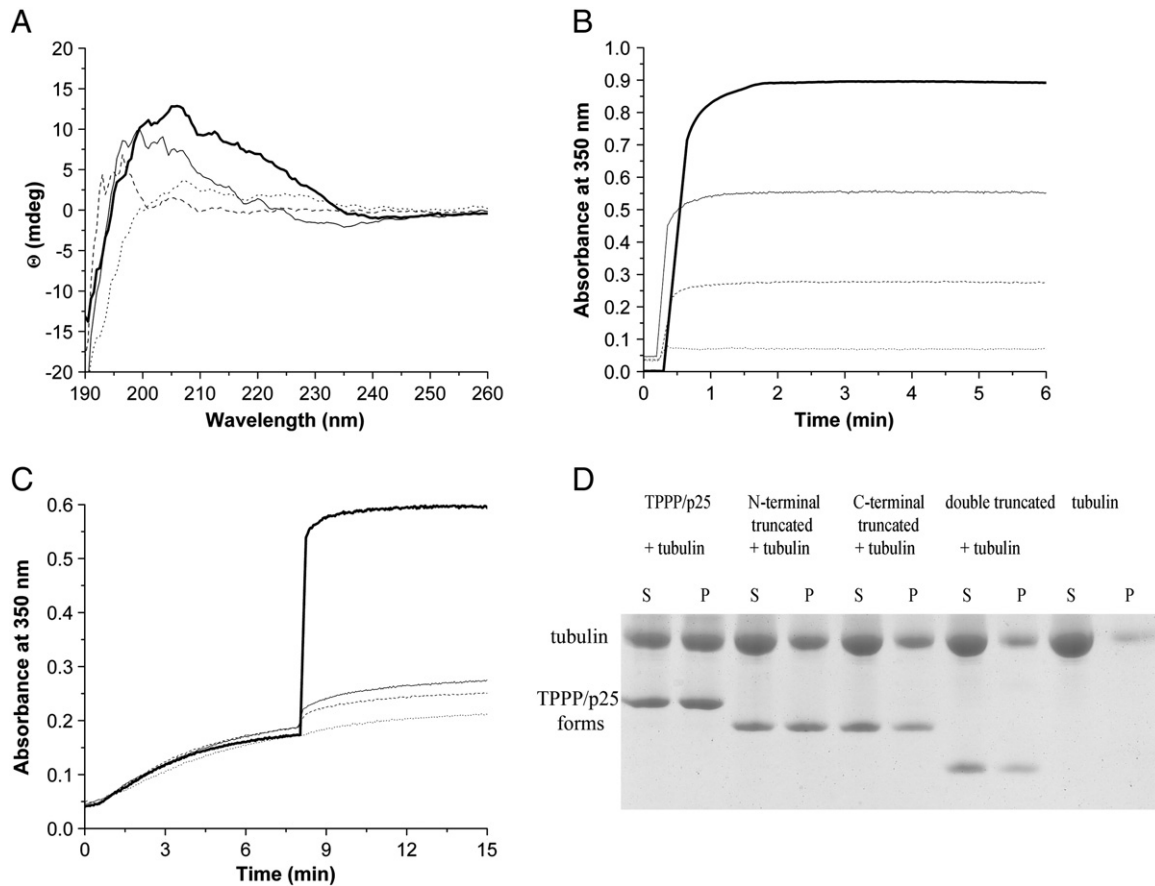 A
20
15
10
5
0
-5
-10
-15
-20
Θ (mdeg)
190 200 210 220 230 240 250 260
Wavelength (nm)
B
1.0
0.9
0.8
0.7
0.6
0.5
0.4
0.3
0.2
0.1
0.0
Absorbance at 350 nm
0 1 2 3 4 5 6
Time (min)
C
0.6
0.5
0.4
0.3
0.2
0.1
0.0
Absorbance at 350 nm
0 3 6 9 12 15
Time (min)
D
TPPP/p25 N-terminal C-terminal double truncated tubulin
truncated truncated
+ tubulin + tubulin + tubulin + tubulin
S P S P S P S P S P
tubulin
TPPP/p25
forms